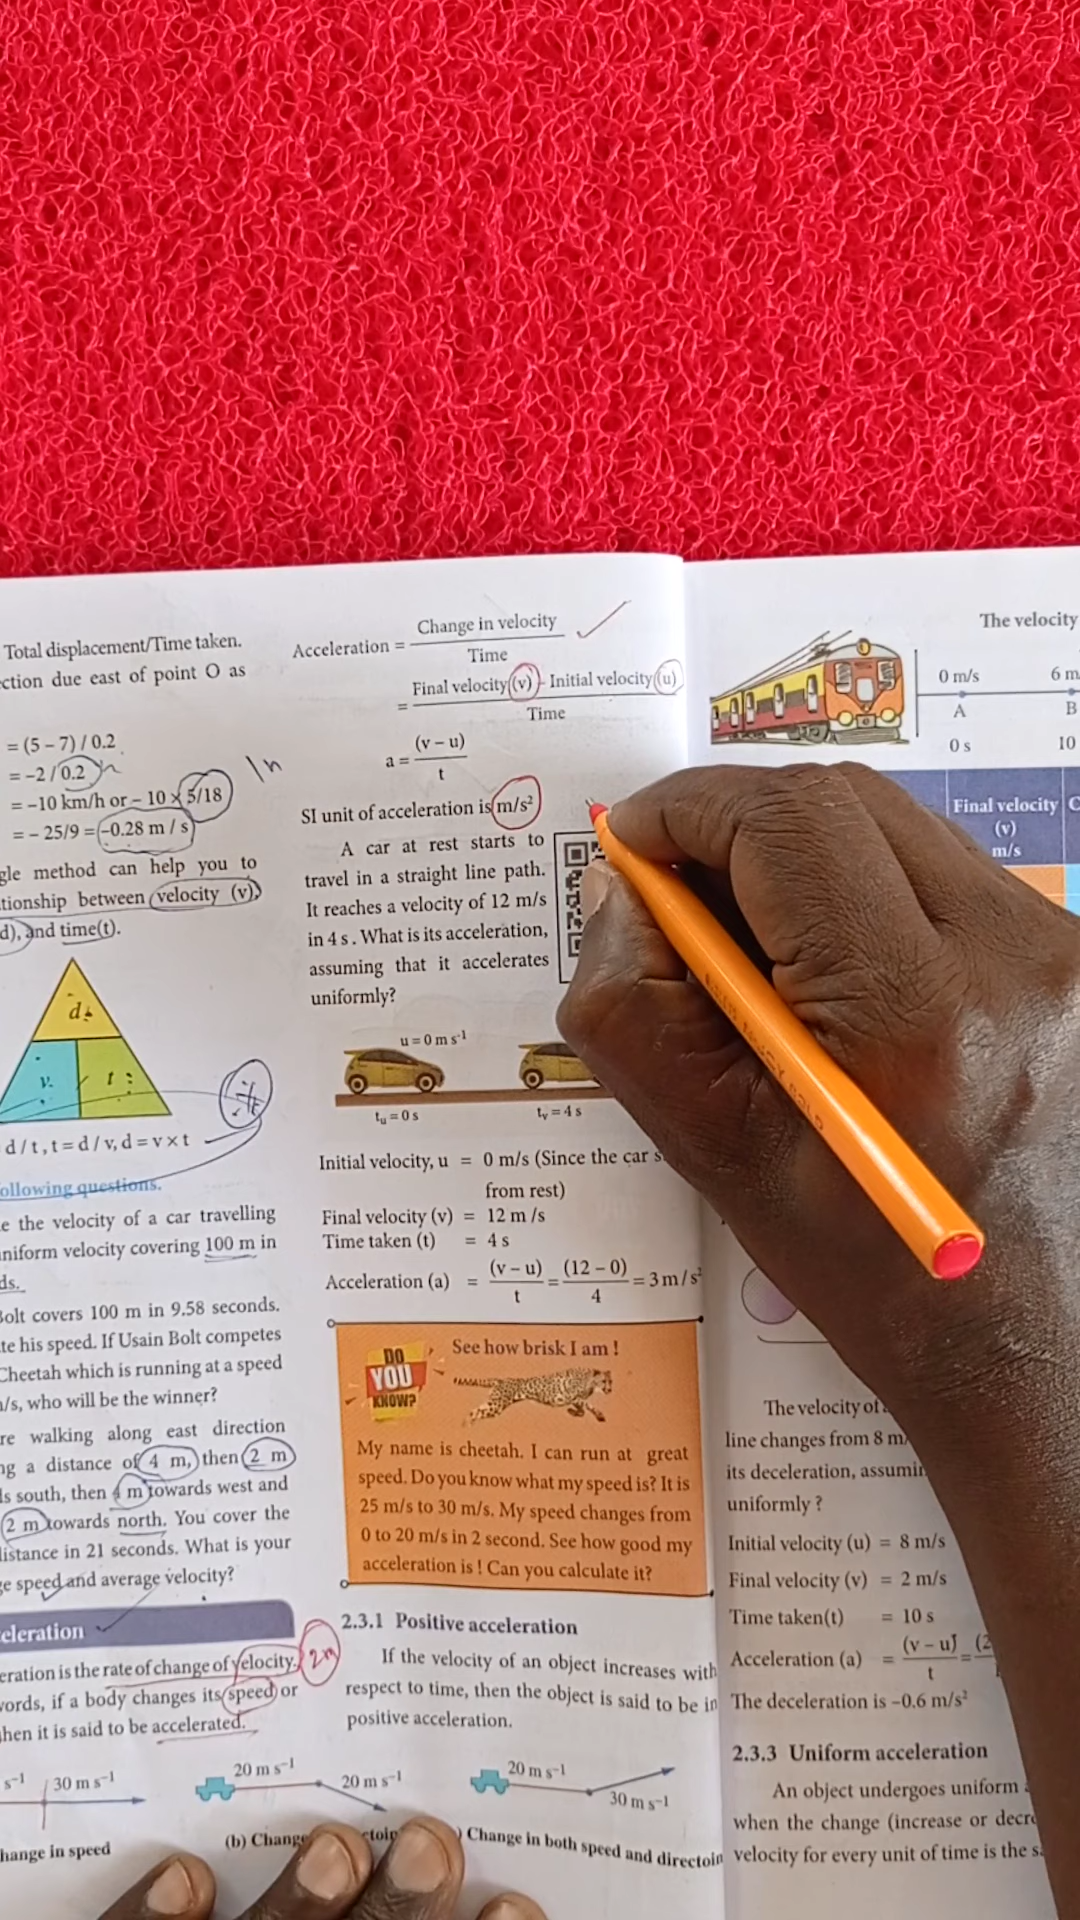 Total displacement/Time taken.
ction due east of point O as
= (5 – 7) / 0.2
= –2 / 0.2 h
1h
= –10 km/h or – 10 × 5/18
= – 25/9 = –0.28 m / s
gle method can help you to
tionship between velocity (v),
d), and time(t).
d
v t
d / t , t = d / v, d = v × t
ollowing questions.
e the velocity of a car travelling
niform velocity covering 100 m in
ds.
Bolt covers 100 m in 9.58 seconds.
te his speed. If Usain Bolt competes
Cheetah which is running at a speed
/s, who will be the winner?
re walking along east direction
ng a distance of 4 m, then 2 m
ds south, then 4 m towards west and
2 m towards north. You cover the
distance in 21 seconds. What is your
ge speed and average velocity?
eleration
eration is the rate of change of velocity. 2m
words, if a body changes its speed or
then it is said to be accelerated.
s⁻¹ 30 m s⁻¹
hange in speed
Acceleration = Change in velocity
Time
= Final velocity(v) – Initial velocity(u)
Time
a = (v – u)
t
SI unit of acceleration is m/s²
A car at rest starts to
travel in a straight line path.
It reaches a velocity of 12 m/s
in 4 s . What is its acceleration,
assuming that it accelerates
uniformly?
u = 0 m s⁻¹
tᵤ = 0 s tᵥ = 4 s
Initial velocity, u = 0 m/s (Since the car s
from rest)
Final velocity (v) = 12 m /s
Time taken (t) = 4 s
Acceleration (a) = (v – u) = (12 – 0) = 3 m / s²
t 4
DO
YOU
KNOW?
See how brisk I am !
My name is cheetah. I can run at great
speed. Do you know what my speed is? It is
25 m/s to 30 m/s. My speed changes from
0 to 20 m/s in 2 second. See how good my
acceleration is ! Can you calculate it?
2.3.1 Positive acceleration
If the velocity of an object increases with
respect to time, then the object is said to be in
positive acceleration.
20 m s⁻¹
20 m s⁻¹
20 m s⁻¹
30 m s⁻¹
(b) Change
) Change in both speed and directoin
The velocity
0 m/s 6 m
A B
0 s 10
Final velocity C
(v)
m/s
The velocity of
line changes from 8 m/
its deceleration, assumin
uniformly ?
Initial velocity (u) = 8 m/s
Final velocity (v) = 2 m/s
Time taken(t) = 10 s
Acceleration (a) = (v – u) = (2
t
The deceleration is –0.6 m/s²
2.3.3 Uniform acceleration
An object undergoes uniform
when the change (increase or decre
velocity for every unit of time is the sa